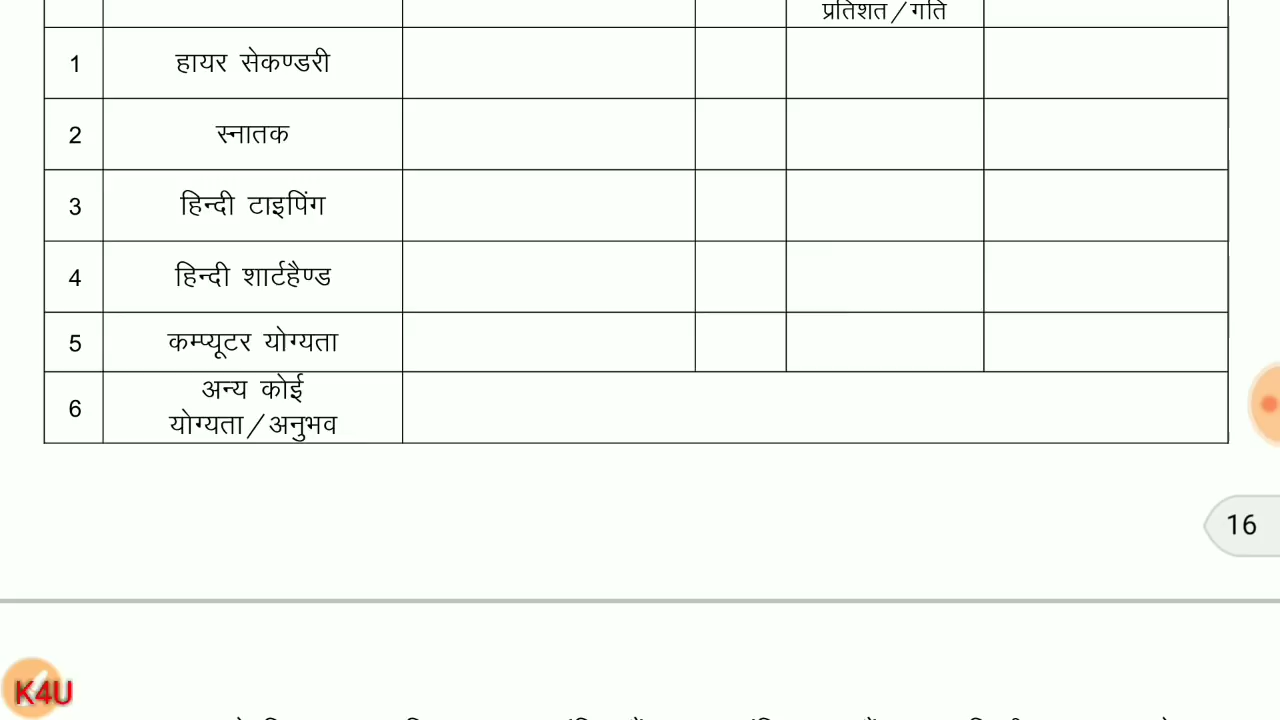 प्रतिशत/गति
1 हायर सेकण्डरी
2 स्नातक
3 हिन्दी टाइपिंग
4 हिन्दी शार्टहैण्ड
5 कम्प्यूटर योग्यता
6 अन्य कोई
योग्यता/अनुभव
16
K4U